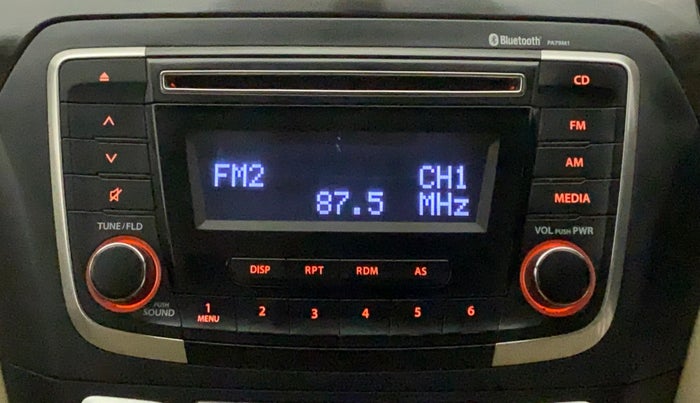 Bluetooth
CD
FM
AM
MEDIA
FM2 CH1
87.5 MHz
TUNE/FLD
VOL PUSH PWR
DISP RPT RDM AS
PUSH
SOUND
1 2 3 4 5 6
MENU